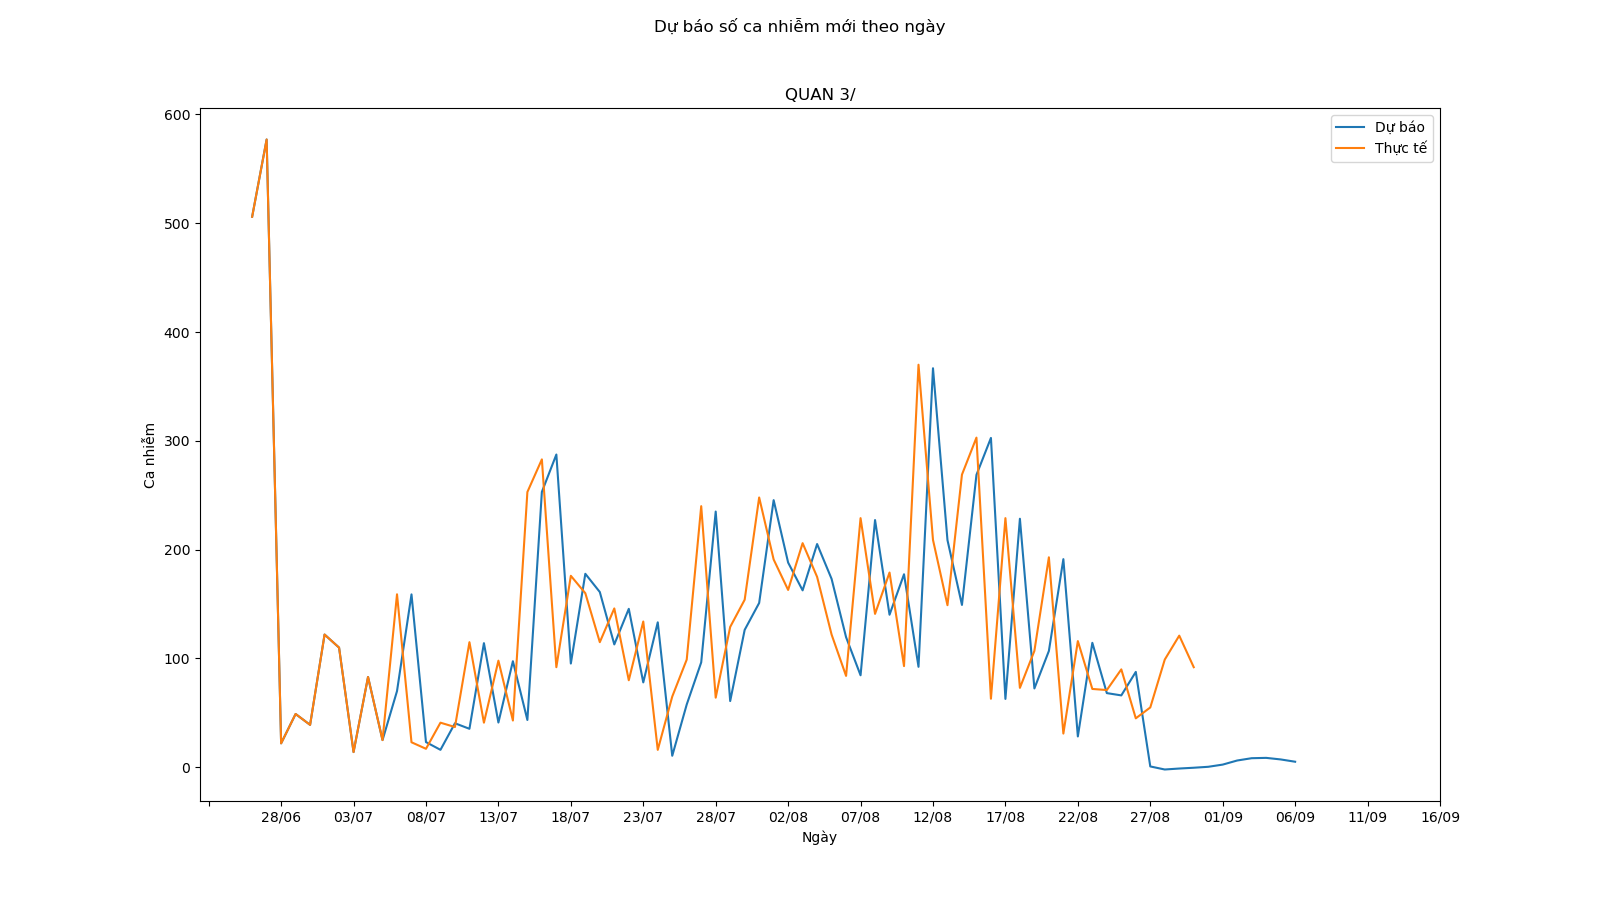 Dự báo số ca nhiễm mới theo ngày
QUAN 3/
Dự báo
Thực tế
600
500
400
300
200
100
0
Ca nhiễm
28/06 03/07 08/07 13/07 18/07 23/07 28/07 02/08 07/08 12/08 17/08 22/08 27/08 01/09 06/09 11/09 16/09
Ngày